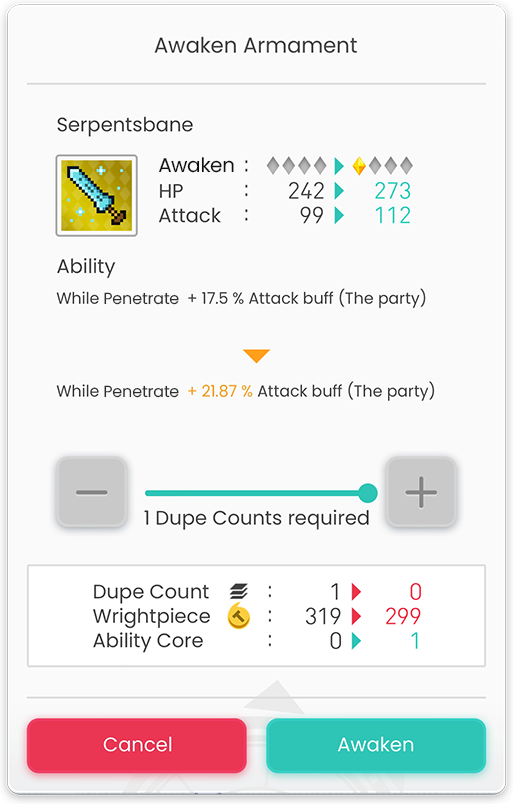 Awaken Armament
Serpentsbane
Awaken :
HP : 242 273
Attack : 99 112
Ability
While Penetrate + 17.5 % Attack buff (The party)
While Penetrate + 21.87 % Attack buff (The party)
1 Dupe Counts required
Dupe Count : 1 0
Wrightpiece : 319 299
Ability Core : 0 1
Cancel Awaken